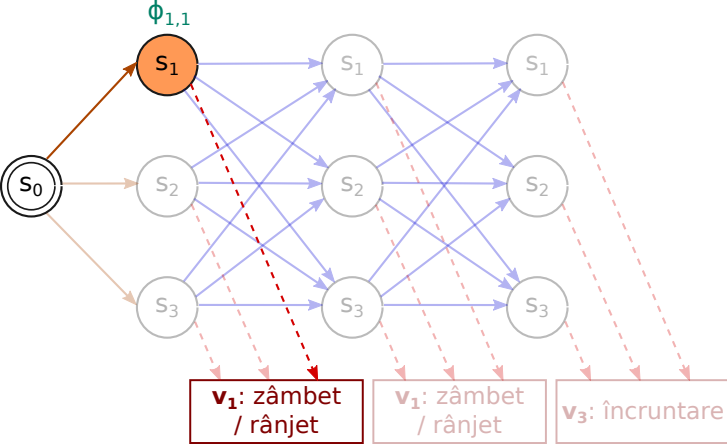 ϕ1,1
s1 s1 s1
s0 s2 s2 s2
s3 s3 s3
v1: zâmbet
/ rânjet
v1: zâmbet
/ rânjet
v3: încruntare